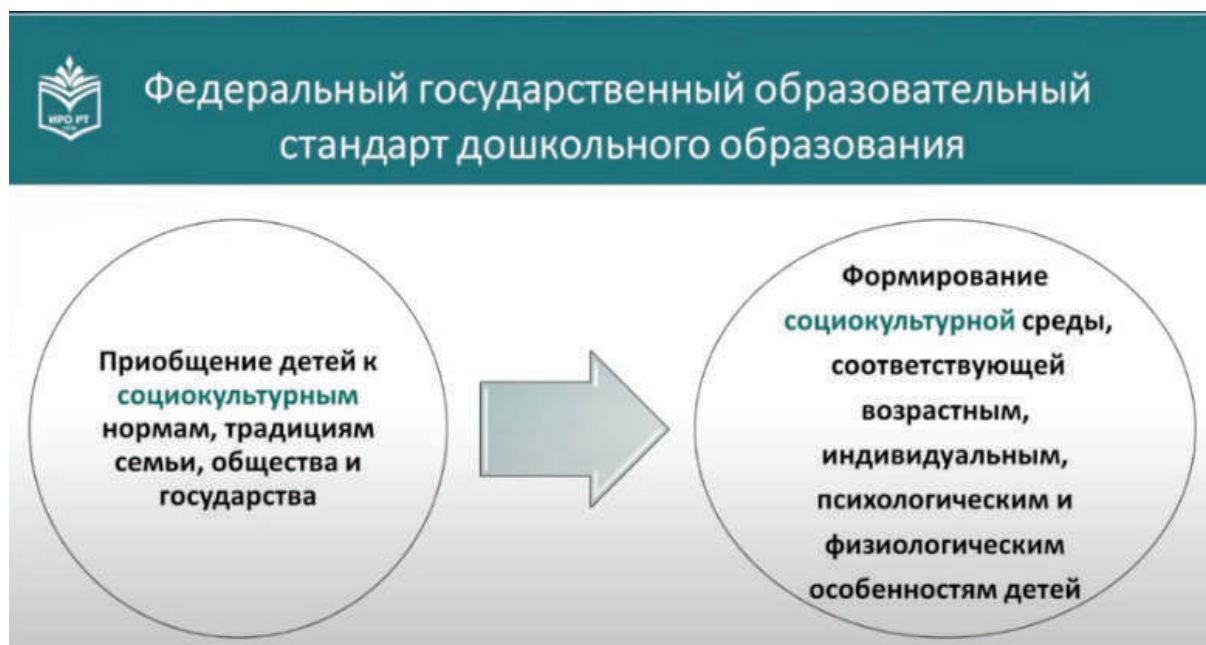 ИРО РТ
Федеральный государственный образовательный
стандарт дошкольного образования
Приобщение детей к
социокультурным
нормам, традициям
семьи, общества и
государства
Формирование
социокультурной среды,
соответствующей
возрастным,
индивидуальным,
психологическим и
физиологическим
особенностям детей